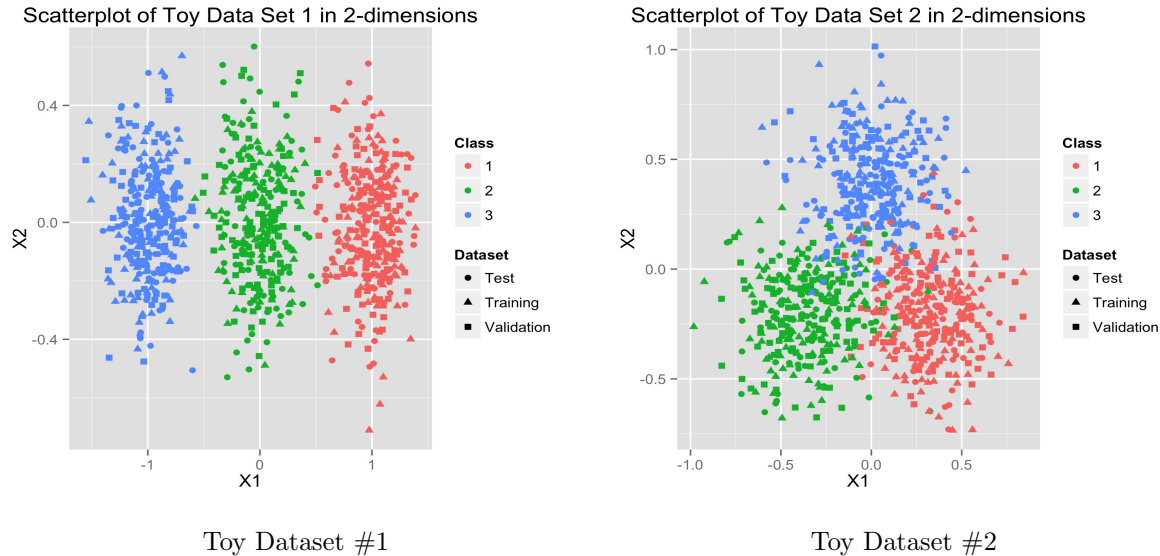 Scatterplot of Toy Data Set 1 in 2-dimensions
0.4
0.0
-0.4
X2
-1
0
1
X1
Class
1
2
3
Dataset
Test
Training
Validation
Toy Dataset #1
Scatterplot of Toy Data Set 2 in 2-dimensions
1.0
0.5
0.0
-0.5
X2
-1.0
-0.5
0.0
0.5
X1
Class
1
2
3
Dataset
Test
Training
Validation
Toy Dataset #2